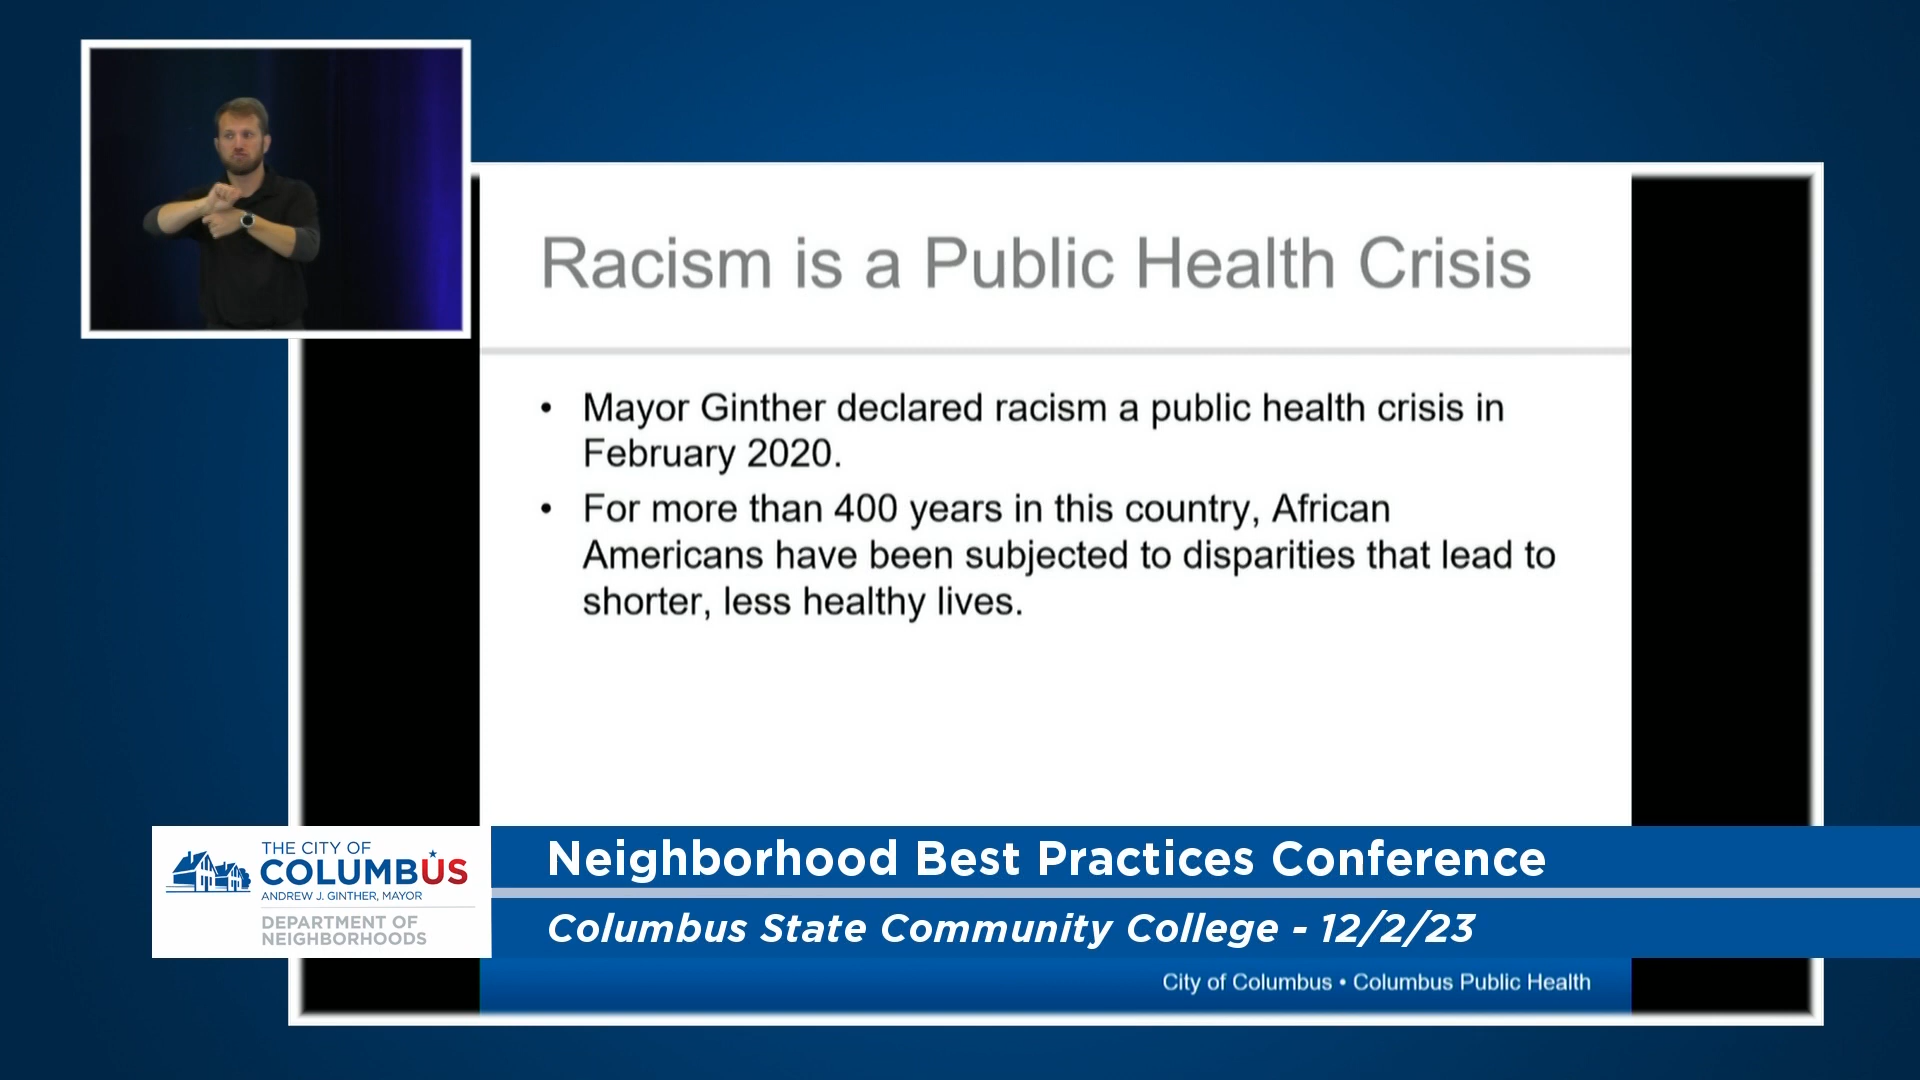 Racism is a Public Health Crisis
• Mayor Ginther declared racism a public health crisis in
February 2020.
• For more than 400 years in this country, African
Americans have been subjected to disparities that lead to
shorter, less healthy lives.
THE CITY OF
COLUMBUS
ANDREW J. GINTHER, MAYOR
DEPARTMENT OF
NEIGHBORHOODS
Neighborhood Best Practices Conference
Columbus State Community College - 12/2/23
City of Columbus • Columbus Public Health